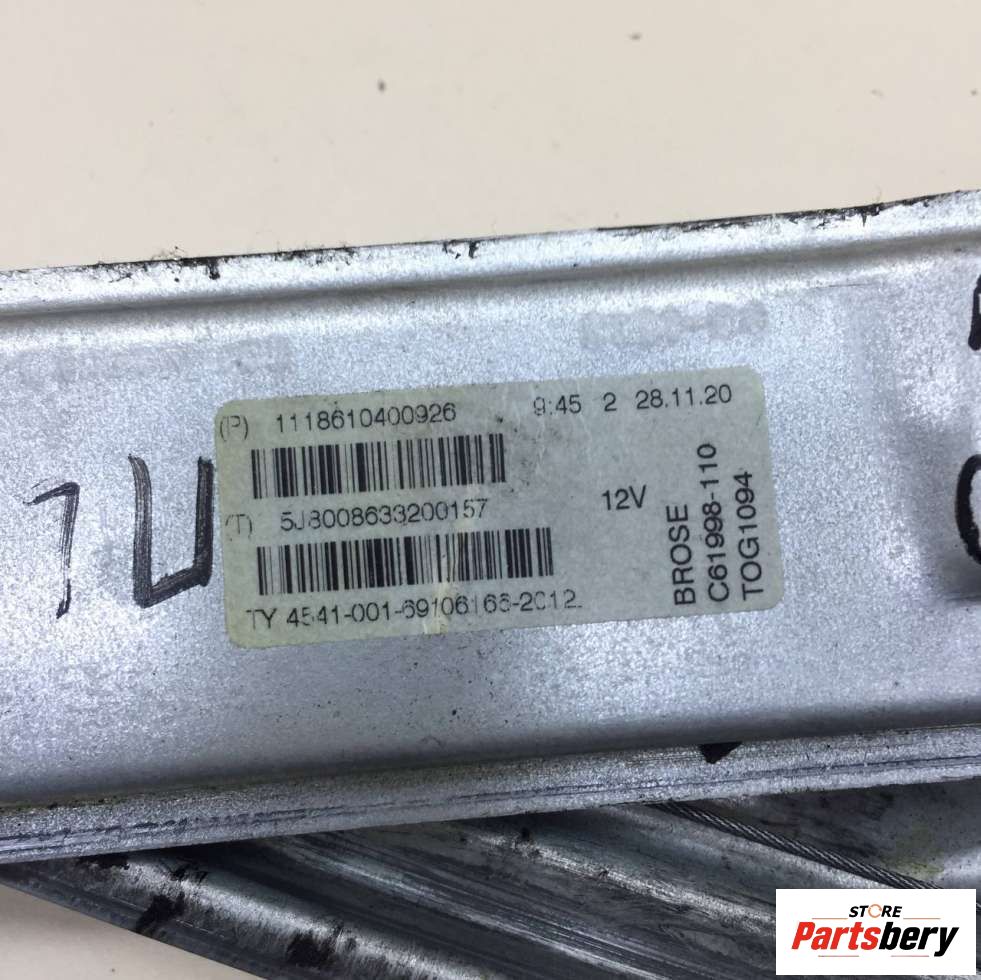 (P) 1118610400926 9:45 2 28.11.20
(T) 5J8008633200157
12V
TY 4541-001-69106166-2012
BROSE
C61998-110
TOG1094
STORE
Partsbery